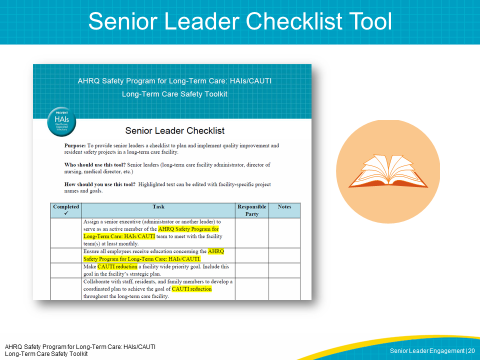 Senior Leader Checklist Tool
AHRQ Safety Program for Long-Term Care: HAIs/CAUTI
Long-Term Care Safety Toolkit
HAIs
Senior Leader Checklist
Purpose: To provide senior leaders a checklist to plan and implement quality improvement and
resident safety projects in a long-term care facility.
Who should use this tool? Senior leaders (long-term care facility administrator, director of
nursing, medical director, etc.)
How should you use this tool? Highlighted text can be edited with facility-specific project
names and goals.
Completed Task Responsible Notes
✓ Party
Assign a senior executive (administrator or another leader) to
serve as an active member of the AHRQ Safety Program for
Long-Term Care: HAIs/CAUTI team to meet with the facility
team(s) at least monthly.
Ensure all employees receive education concerning the AHRQ
Safety Program for Long-Term Care: HAIs/CAUTI.
Make CAUTI reduction a facility wide priority goal. Include this
goal in the facility's strategic plan.
Collaborate with staff, residents, and family members to develop a
coordinated plan to achieve the goal of CAUTI reduction
throughout the long-term care facility.
AHRQ Safety Program for Long-Term Care: HAIs/CAUTI
Long-Term Care Safety Toolkit
Senior Leader Engagement | 20